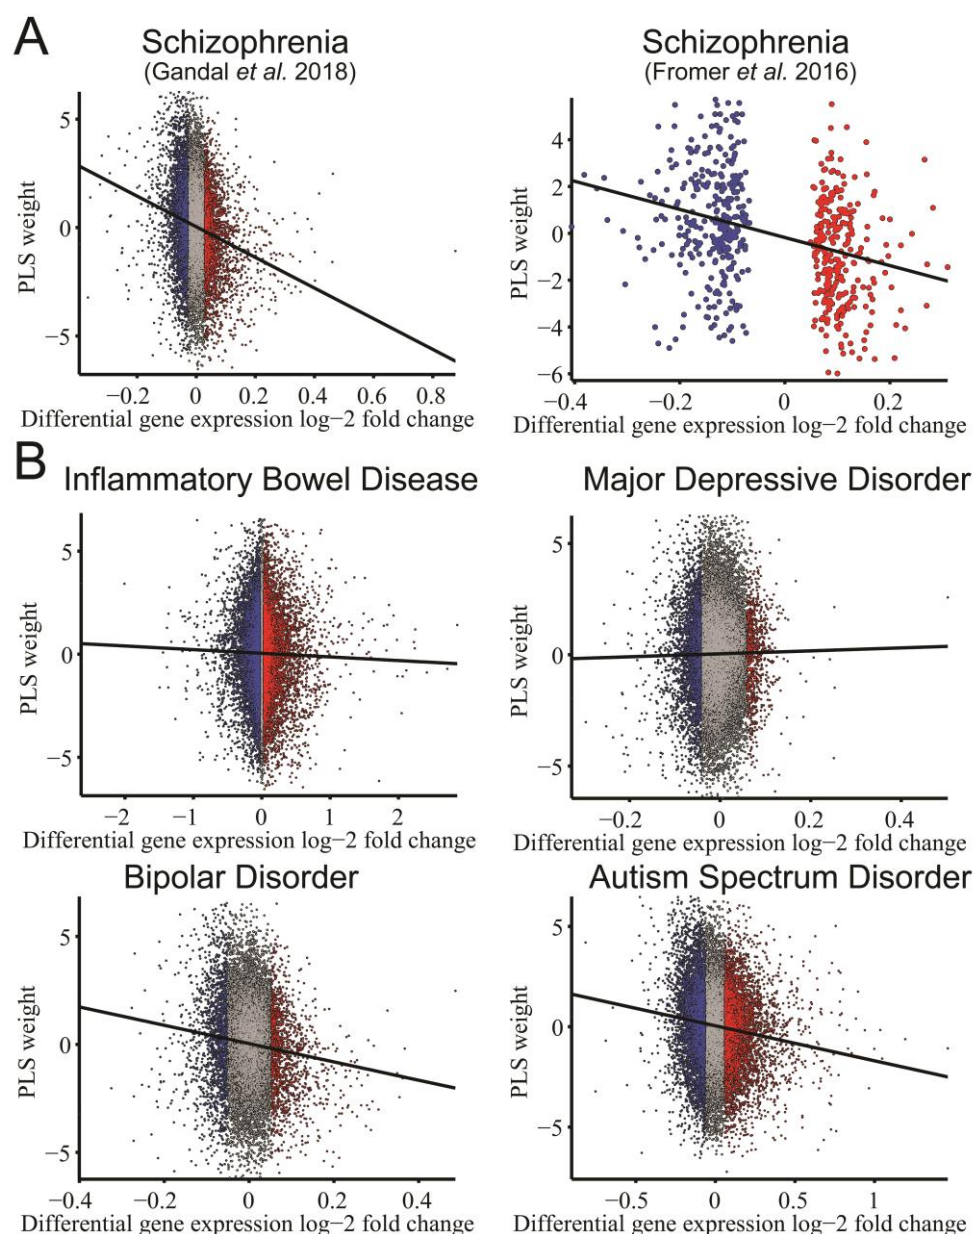 A
Schizophrenia
(Gandal et al. 2018)
PLS weight
5
0
−5
−0.2 0 0.2 0.4 0.6 0.8
Differential gene expression log−2 fold change
Schizophrenia
(Fromer et al. 2016)
PLS weight
4
2
0
−2
−4
−6
−0.4 −0.2 0 0.2
Differential gene expression log−2 fold change
B
Inflammatory Bowel Disease
PLS weight
5
0
−5
−2 −1 0 1 2
Differential gene expression log−2 fold change
Major Depressive Disorder
PLS weight
5
0
−5
−0.2 0 0.2 0.4
Differential gene expression log−2 fold change
Bipolar Disorder
PLS weight
5
0
−5
−0.4 −0.2 0 0.2 0.4
Differential gene expression log−2 fold change
Autism Spectrum Disorder
PLS weight
5
0
−5
−0.5 0 0.5 1
Differential gene expression log−2 fold change